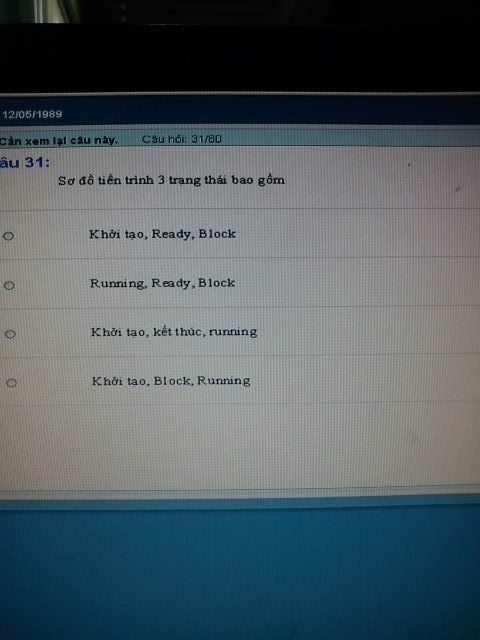 12/05/1989
Cần xem lại câu này. Câu hỏi: 31/60
âu 31:
Sơ đồ tiến trình 3 trạng thái bao gồm
Khởi tạo, Ready, Block
Running, Ready, Block
Khởi tạo, kết thúc, running
Khởi tạo, Block, Running